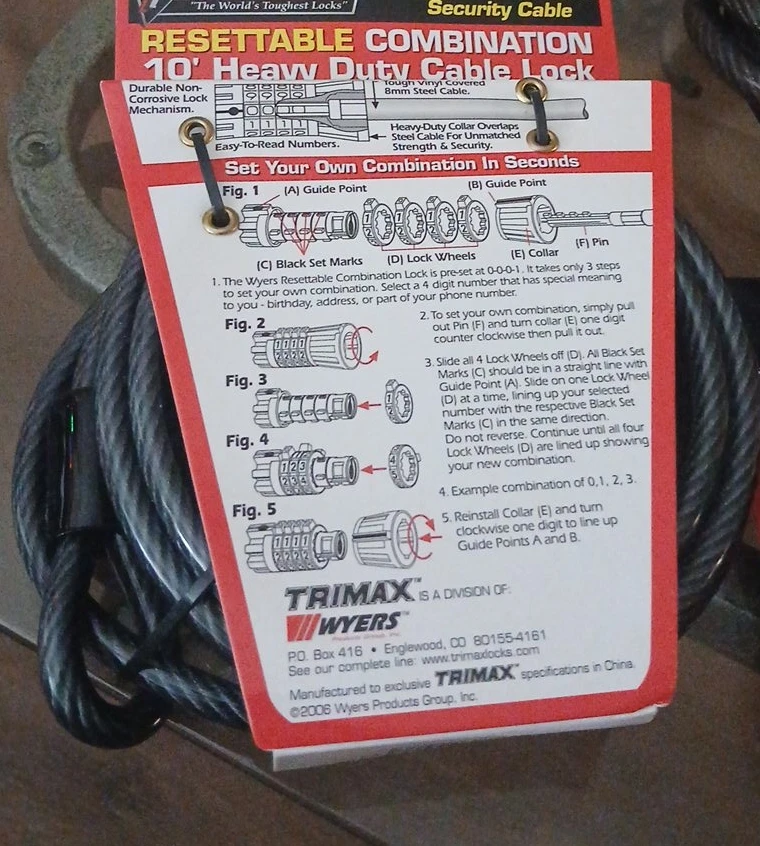 "The World's Toughest Locks"
Security Cable
RESETTABLE COMBINATION
10' Heavy Duty Cable Lock
Durable Non-
Corrosive Lock
Mechanism.
Tough Vinyl Covered
8mm Steel Cable.
Easy-To-Read Numbers.
Heavy-Duty Collar Overlaps
Steel Cable For Unmatched
Strength & Security.
Set Your Own Combination In Seconds
Fig. 1
(A) Guide Point
(B) Guide Point
(C) Black Set Marks
(D) Lock Wheels
(E) Collar
(F) Pin
1. The Wyers Resettable Combination Lock is pre-set at 0-0-0-1. It takes only 3 steps
to set your own combination. Select a 4 digit number that has special meaning
to you - birthday, address, or part of your phone number.
Fig. 2
2. To set your own combination, simply pull
out Pin (F) and turn collar (E) one digit
counter clockwise then pull it out.
Fig. 3
3. Slide all 4 Lock Wheels off (D). All Black Set
Marks (C) should be in a straight line with
Guide Point (A). Slide on one Lock Wheel
(D) at a time, lining up your selected
number with the respective Black Set
Marks (C) in the same direction.
Do not reverse. Continue until all four
Lock Wheels (D) are lined up showing
your new combination.
Fig. 4
4. Example combination of 0,1, 2, 3.
Fig. 5
5. Reinstall Collar (E) and turn
clockwise one digit to line up
Guide Points A and B.
TRIMAX™ IS A DIVISION OF:
WYERS™
Products Group, Inc.
P.O. Box 416 • Englewood, CO 80155-4161
See our complete line: www.trimaxlocks.com
Manufactured to exclusive TRIMAX™ specifications in China.
©2006 Wyers Products Group, Inc.